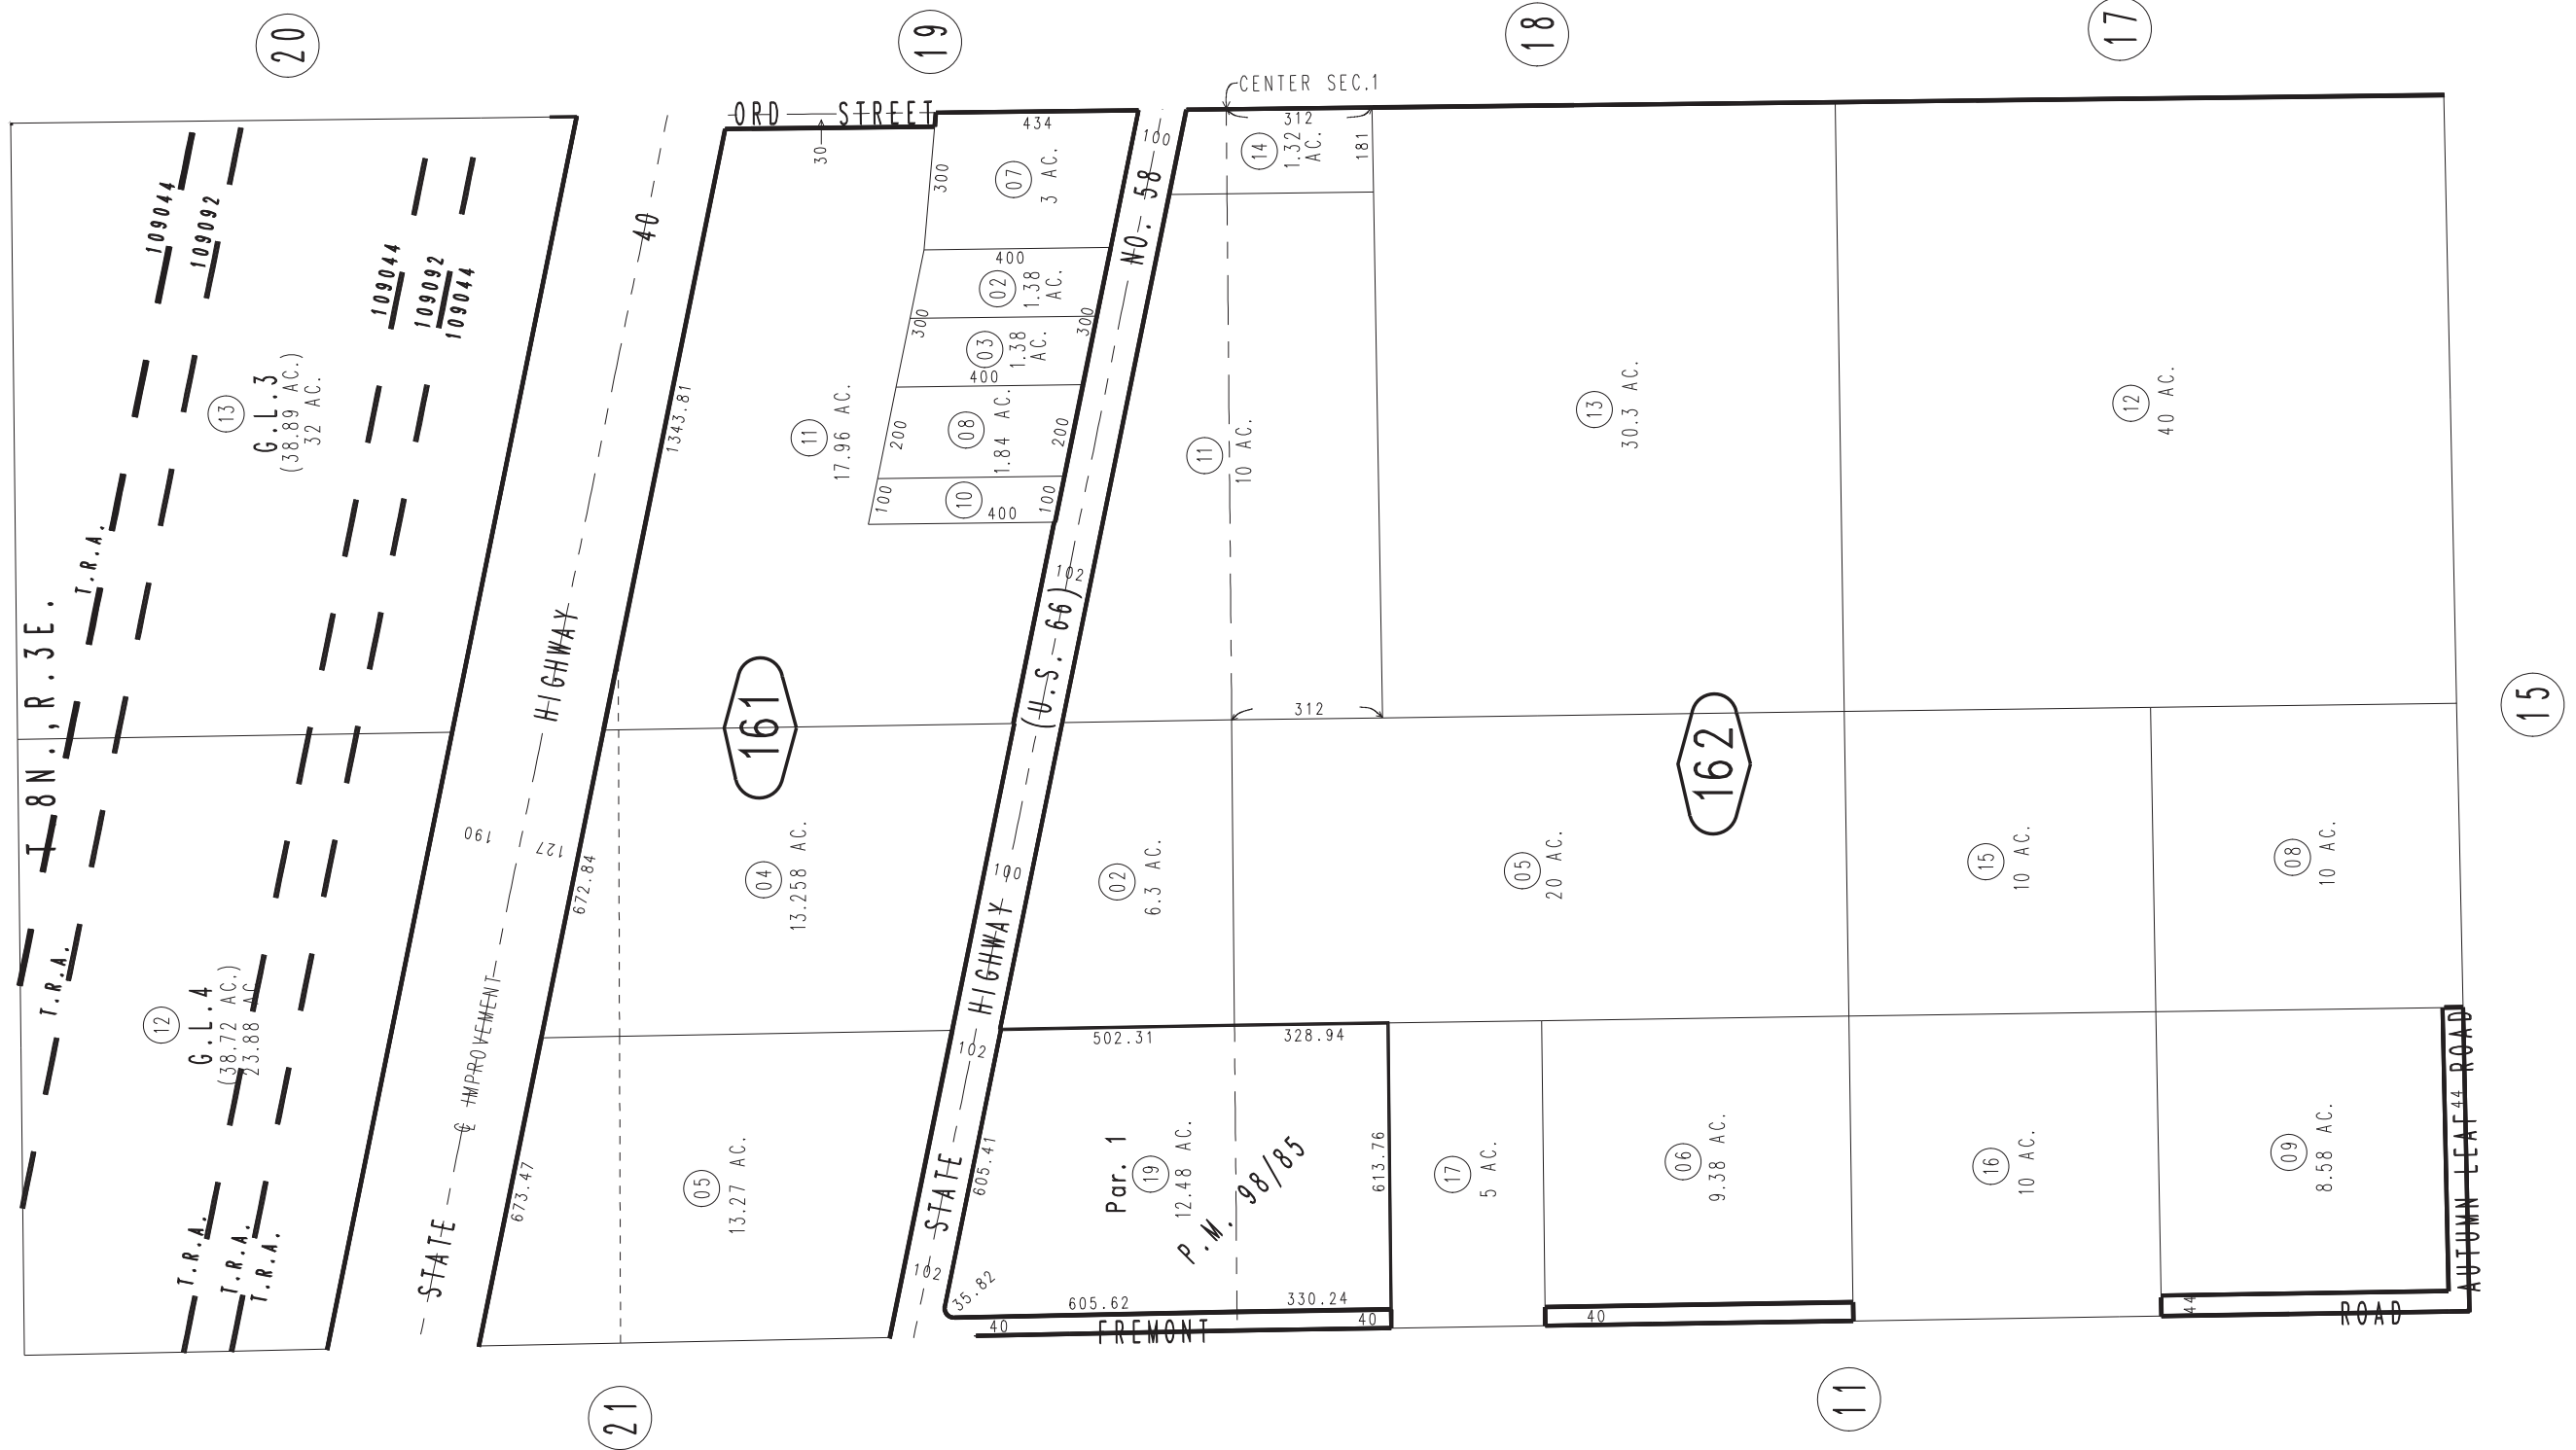 20
19
18
17
T.8N.,R.3E.
109044
109092
109044
109092
109044
T.R.A.
13
G.L.3
(38.89 AC.)
32 AC.
T.R.A.
12
G.L.4
(38.72 AC.)
23.88 AC.
T.R.A.
T.R.A.
T.R.A.
STATE
HIGHWAY
40
℄ IMPROVEMENT
190
127
1343.81
672.84
673.47
ORD STREET
30
434
300
07
3 AC.
400
02
1.38
AC.
300
300
03
1.38
AC.
400
200
08
1.84 AC.
200
100
10
100
400
11
17.96 AC.
161
04
13.258 AC.
05
13.27 AC.
STATE
HIGHWAY
(U.S. 66)
NO. 58
100
102
100
102
102
CENTER SEC.1
312
14
1.32
AC.
181
11
10 AC.
312
13
30.3 AC.
12
40 AC.
162
02
6.3 AC.
05
20 AC.
15
10 AC.
08
10 AC.
502.31
328.94
605.41
Par. 1
19
12.48 AC.
P.M. 98/85
613.76
35.82
605.62
330.24
40
FREMONT
40
17
5 AC.
06
9.38 AC.
40
16
10 AC.
09
8.58 AC.
44
ROAD
AUTUMN LEAF ROAD
44
15
21
11